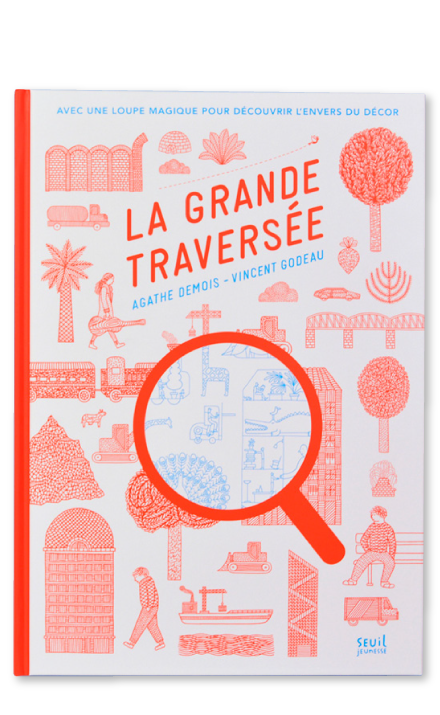 AVEC UNE LOUPE MAGIQUE POUR DÉCOUVRIR L'ENVERS DU DÉCOR
LA GRANDE
TRAVERSÉE
AGATHE DEMOIS - VINCENT GODEAU
SEUIL
JEUNESSE